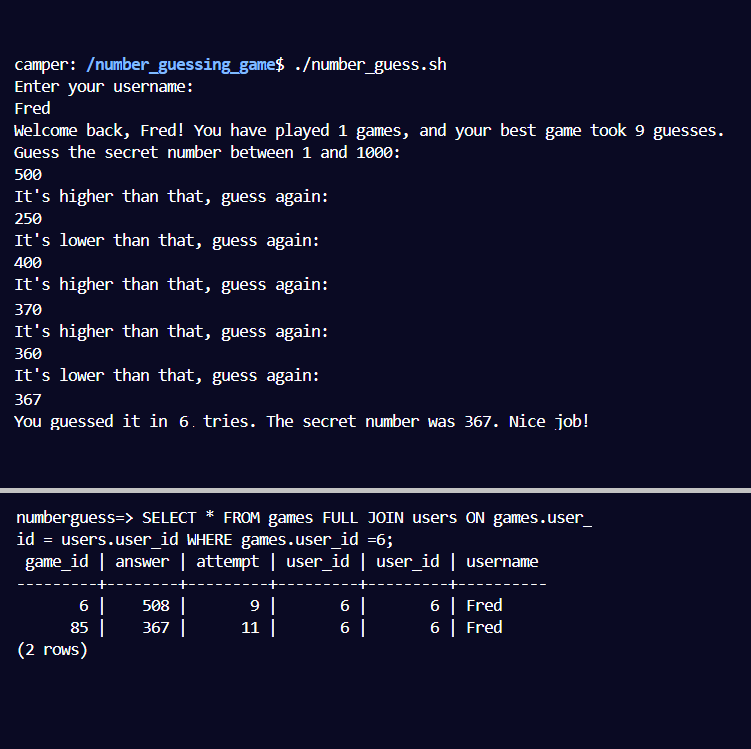 camper: /number_guessing_game$ ./number_guess.sh
Enter your username:
Fred
Welcome back, Fred! You have played 1 games, and your best game took 9 guesses.
Guess the secret number between 1 and 1000:
500
It's higher than that, guess again:
250
It's lower than that, guess again:
400
It's higher than that, guess again:
370
It's higher than that, guess again:
360
It's lower than that, guess again:
367
You guessed it in 6 tries. The secret number was 367. Nice job!
numberguess=> SELECT * FROM games FULL JOIN users ON games.user_
id = users.user_id WHERE games.user_id =6;
 game_id | answer | attempt | user_id | user_id | username
---------+--------+---------+---------+---------+----------
       6 |    508 |       9 |       6 |       6 | Fred
      85 |    367 |      11 |       6 |       6 | Fred
(2 rows)